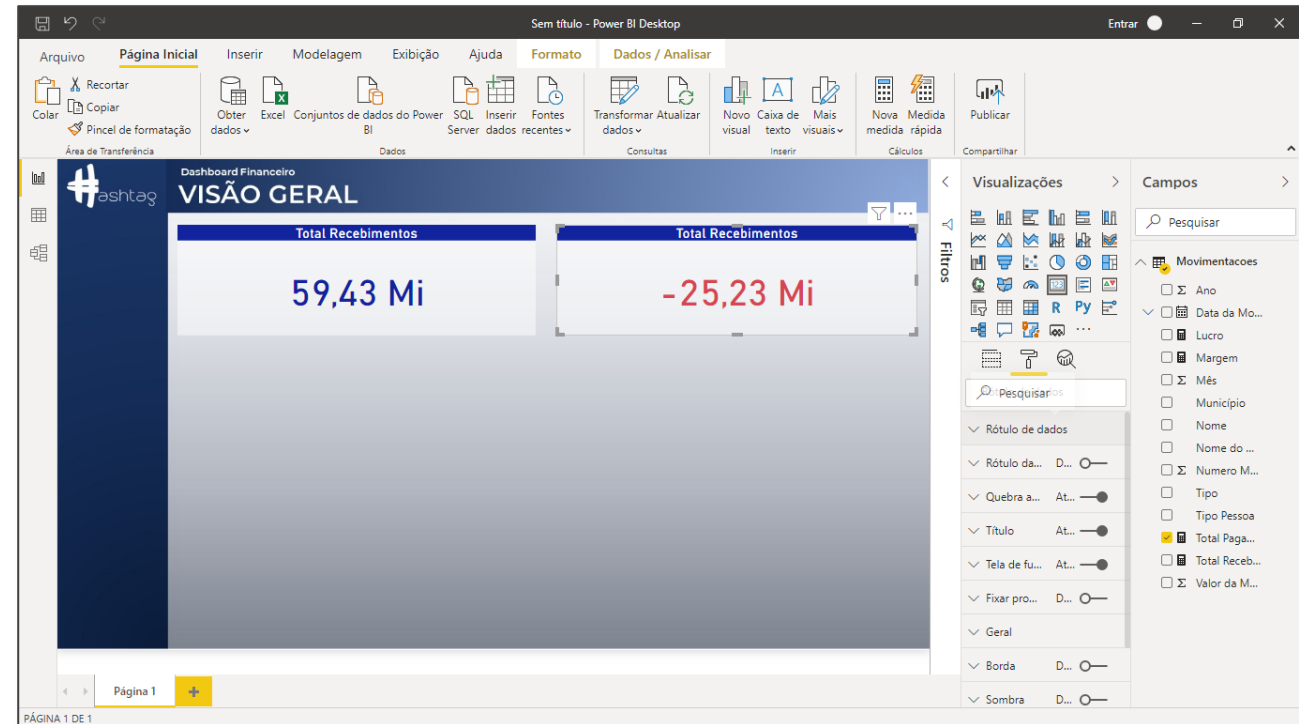 Sem título - Power BI Desktop
Entrar
Arquivo Página Inicial Inserir Modelagem Exibição Ajuda Formato Dados / Analisar
Colar
Recortar
Copiar
Pincel de formatação
Área de Transferência
Obter dados
Excel
Conjuntos de dados do Power BI
SQL Server
Inserir dados
Fontes recentes
Dados
Transformar dados
Atualizar
Consultas
Novo visual
Caixa de texto
Mais visuais
Inserir
Nova medida
Medida rápida
Cálculos
Publicar
Compartilhar
Hashtag
Dashboard Financeiro
VISÃO GERAL
Total Recebimentos
59,43 Mi
Total Recebimentos
-25,23 Mi
Filtros
Visualizações
R Py
123
Pesquisar
Rótulo de dados
Rótulo da... D...
Quebra a... At...
Título At...
Tela de fu... At...
Fixar pro... D...
Geral
Borda D...
Sombra D...
Campos
Pesquisar
Movimentacoes
Σ Ano
Data da Mo...
Lucro
Margem
Σ Mês
Município
Nome
Nome do ...
Σ Numero M...
Tipo
Tipo Pessoa
Total Paga...
Total Receb...
Σ Valor da M...
Página 1
PÁGINA 1 DE 1